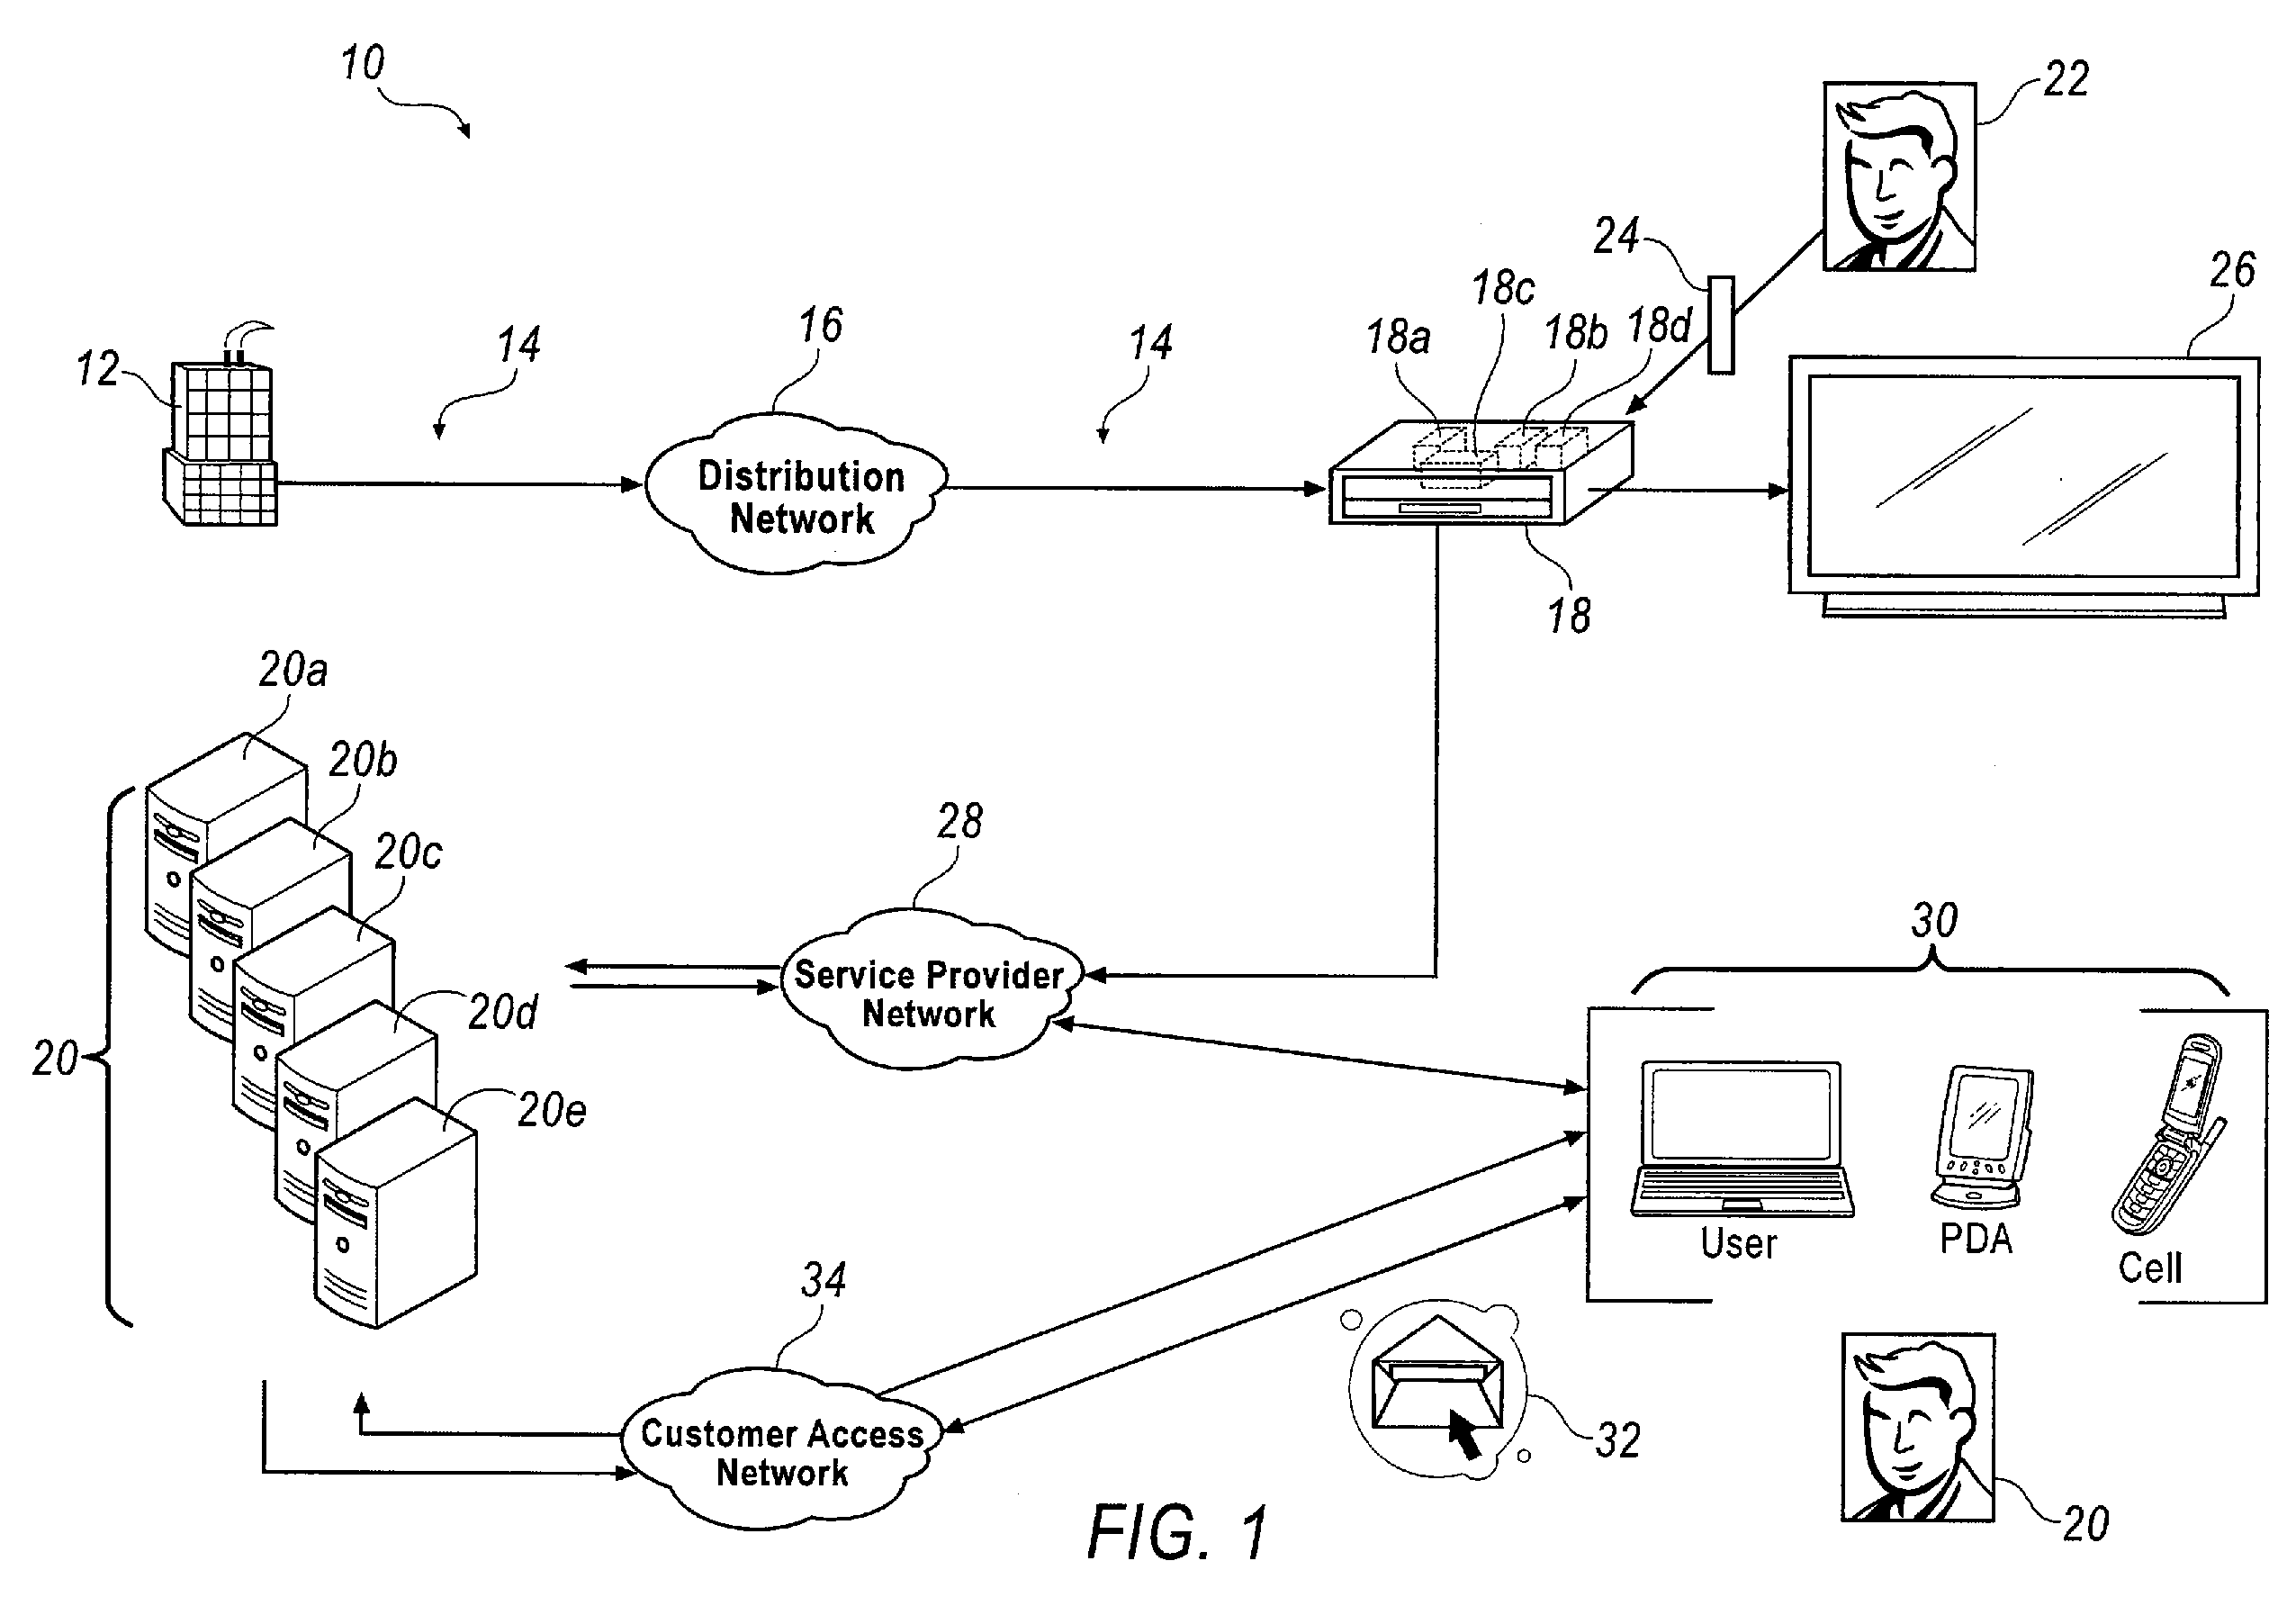 10
22
24
26
18c
16
14
14
18a
18b
18d
12
Distribution
Network
18
20a
20b
28
20c
30
Service Provider
Network
20d
20
20e
User
PDA
Cell
34
32
Customer Access
Network
20
FIG. 1